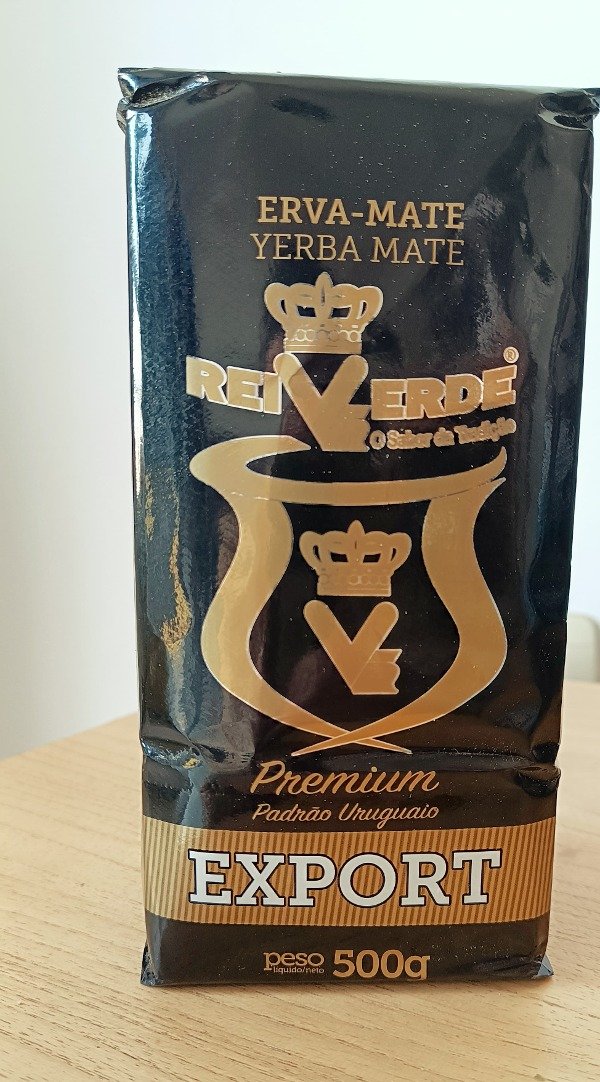 ERVA-MATE
YERBA MATE
REI VERDE®
O Sabor da Tradição
Premium
Padrão Uruguaio
EXPORT
peso
líquido/neto
500g